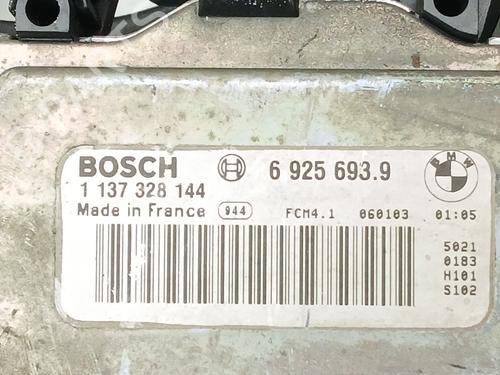 BOSCH 6 925 693.9 BMW
1 137 328 144
Made in France 944 FCM4.1 060103 01:05
5021
0183
H101
S102